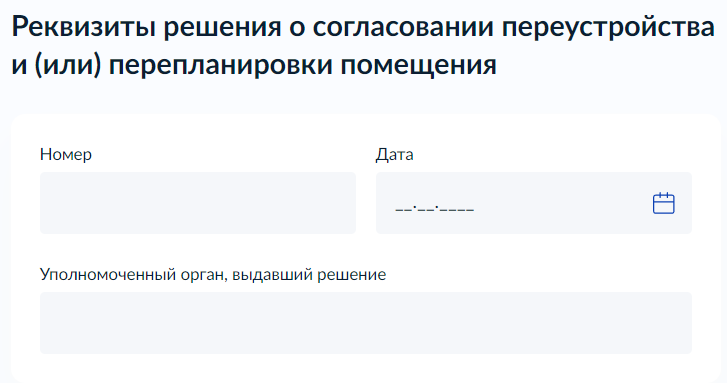 Реквизиты решения о согласовании переустройства
и (или) перепланировки помещения
Номер
Дата
__.__.____
Уполномоченный орган, выдавший решение